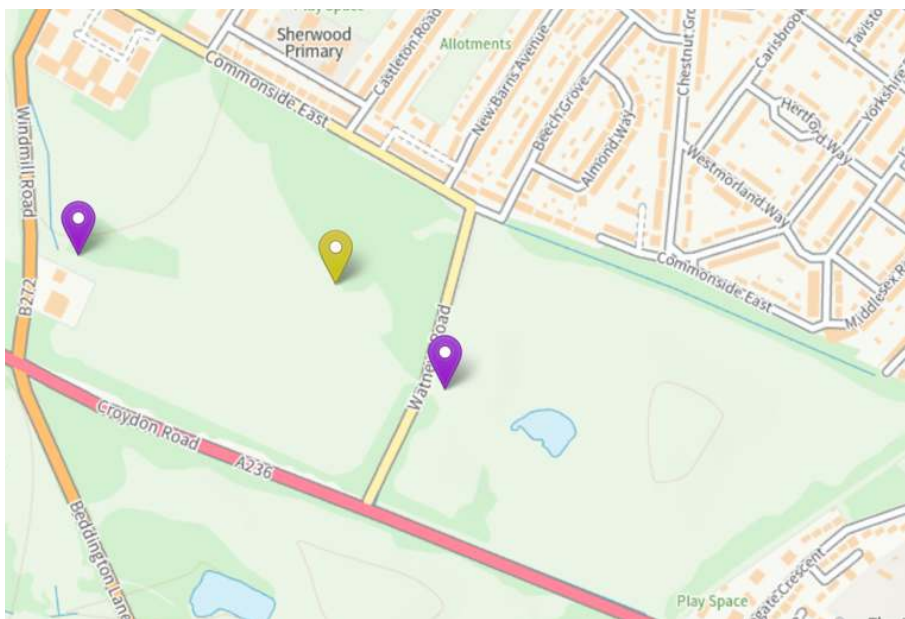 Sherwood
Primary
Allotments
Castleton Road
New Barns Avenue
Commonside East
Beech Grove
Almond Way
Chestnut Gro
Carisbrook
Tavisto
Yorkshire
Hertford Way
Westmorland Way
Windmill Road
B272
Commonside East
Middlesex R
Road
Croydon Road
A236
Beddington Lane
Play Space
gate Crescent